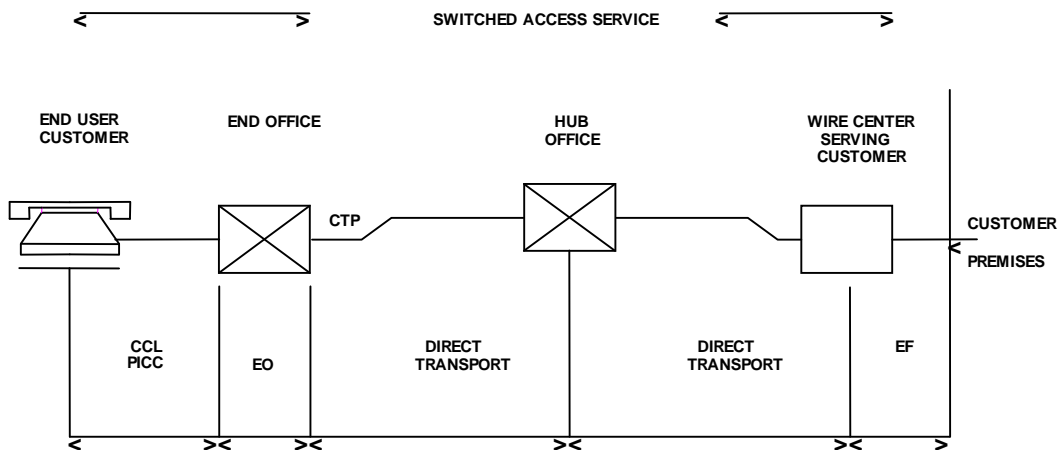 SWITCHED ACCESS SERVICE
END USER
CUSTOMER
END OFFICE
HUB
OFFICE
WIRE CENTER
SERVING
CUSTOMER
CTP
CUSTOMER
PREMISES
CCL
PICC
EO
DIRECT
TRANSPORT
DIRECT
TRANSPORT
EF